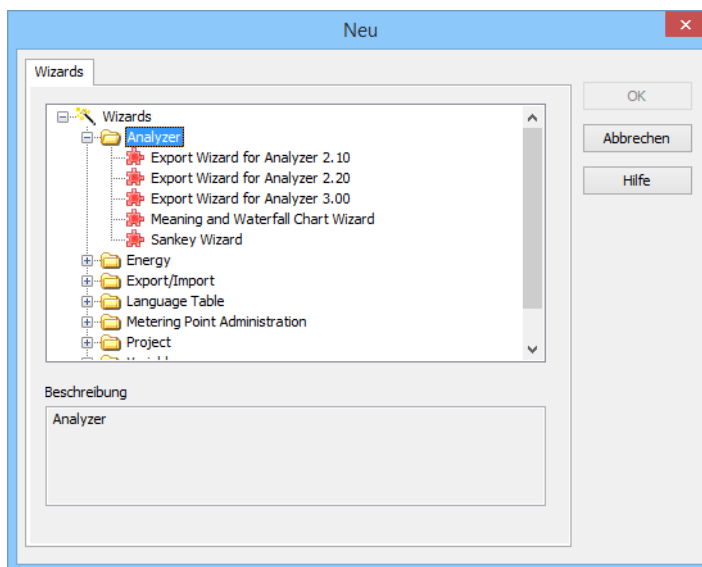 Neu
Wizards
OK
Abbrechen
Hilfe
Wizards
Analyzer
Export Wizard for Analyzer 2.10
Export Wizard for Analyzer 2.20
Export Wizard for Analyzer 3.00
Meaning and Waterfall Chart Wizard
Sankey Wizard
Energy
Export/Import
Language Table
Metering Point Administration
Project
Beschreibung
Analyzer